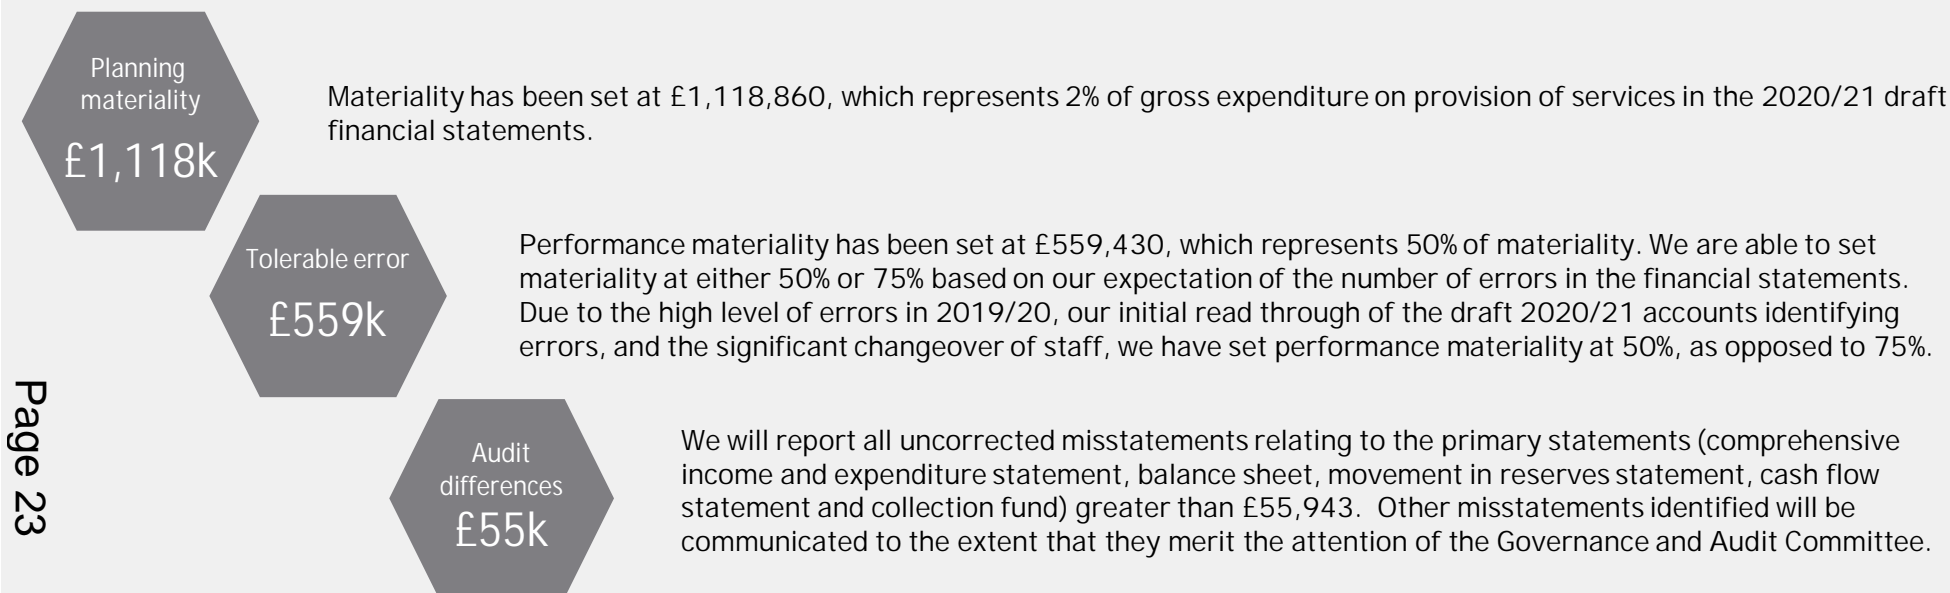 Planning
materiality
£1,118k
Materiality has been set at £1,118,860, which represents 2% of gross expenditure on provision of services in the 2020/21 draft
financial statements.
Tolerable error
£559k
Performance materiality has been set at £559,430, which represents 50% of materiality. We are able to set
materiality at either 50% or 75% based on our expectation of the number of errors in the financial statements.
Due to the high level of errors in 2019/20, our initial read through of the draft 2020/21 accounts identifying
errors, and the significant changeover of staff, we have set performance materiality at 50%, as opposed to 75%.
Audit
differences
£55k
We will report all uncorrected misstatements relating to the primary statements (comprehensive
income and expenditure statement, balance sheet, movement in reserves statement, cash flow
statement and collection fund) greater than £55,943.  Other misstatements identified will be
communicated to the extent that they merit the attention of the Governance and Audit Committee.
Page 23